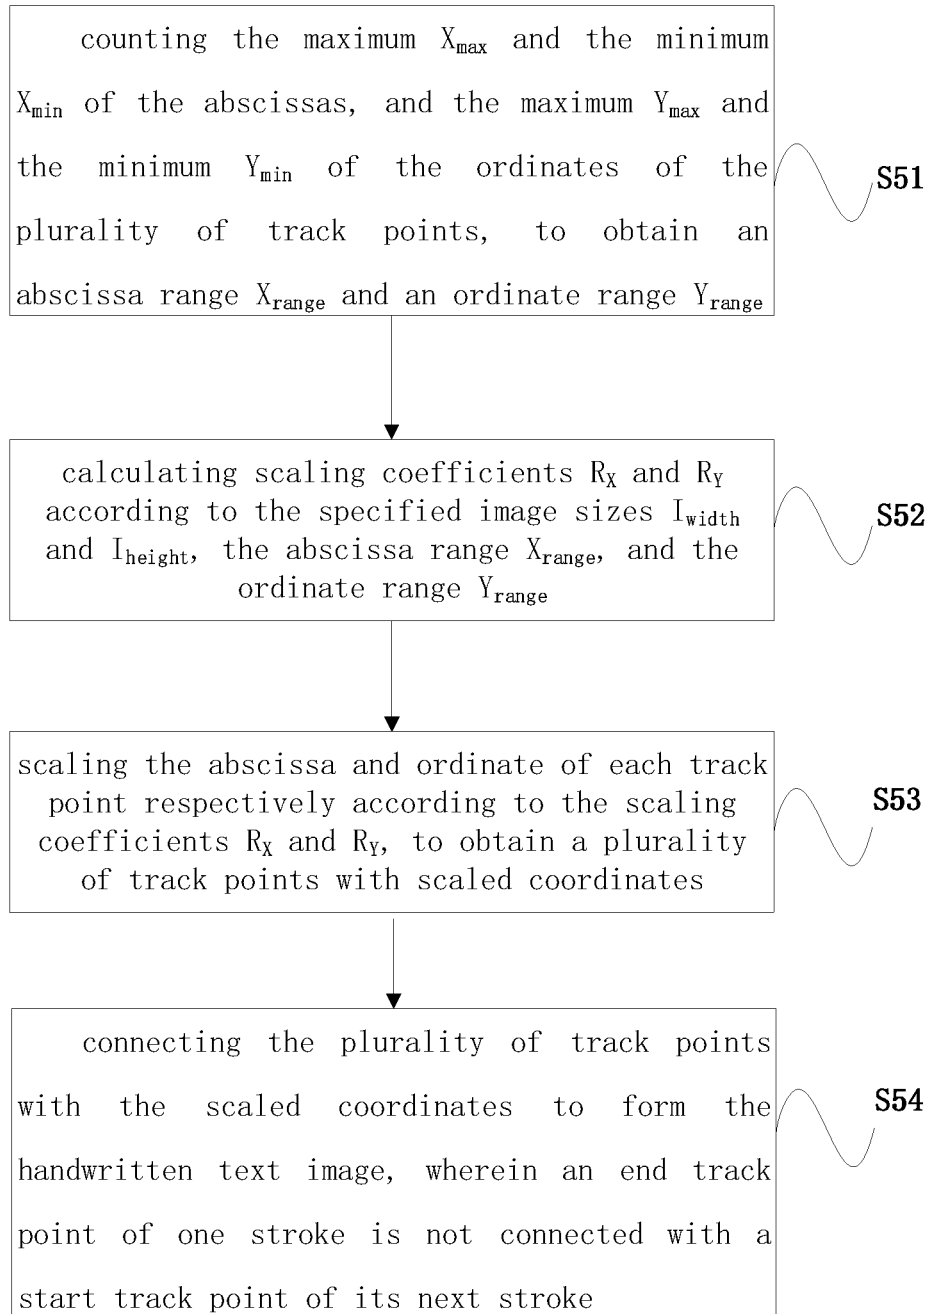 counting the maximum Xmax and the minimum
Xmin of the abscissas, and the maximum Ymax and
the minimum Ymin of the ordinates of the
plurality of track points, to obtain an
abscissa range Xrange and an ordinate range Yrange
S51
calculating scaling coefficients RX and RY
according to the specified image sizes Iwidth
and Iheight, the abscissa range Xrange, and the
ordinate range Yrange
S52
scaling the abscissa and ordinate of each track
point respectively according to the scaling
coefficients RX and RY, to obtain a plurality
of track points with scaled coordinates
S53
connecting the plurality of track points
with the scaled coordinates to form the
handwritten text image, wherein an end track
point of one stroke is not connected with a
start track point of its next stroke
S54